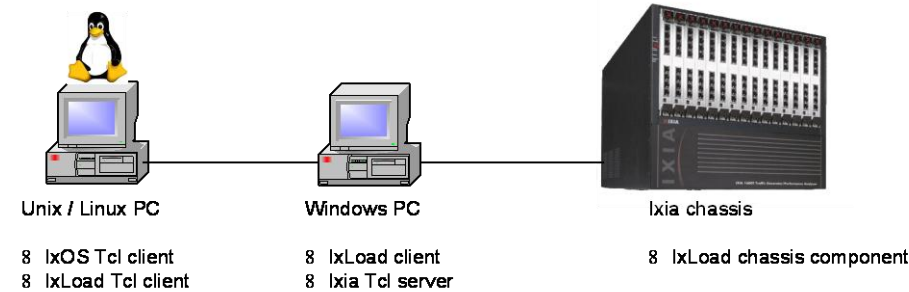 Unix / Linux PC
Windows PC
Ixia chassis
8 IxOS Tcl client
8 IxLoad Tcl client
8 IxLoad client
8 Ixia Tcl server
8 IxLoad chassis component
IXIA